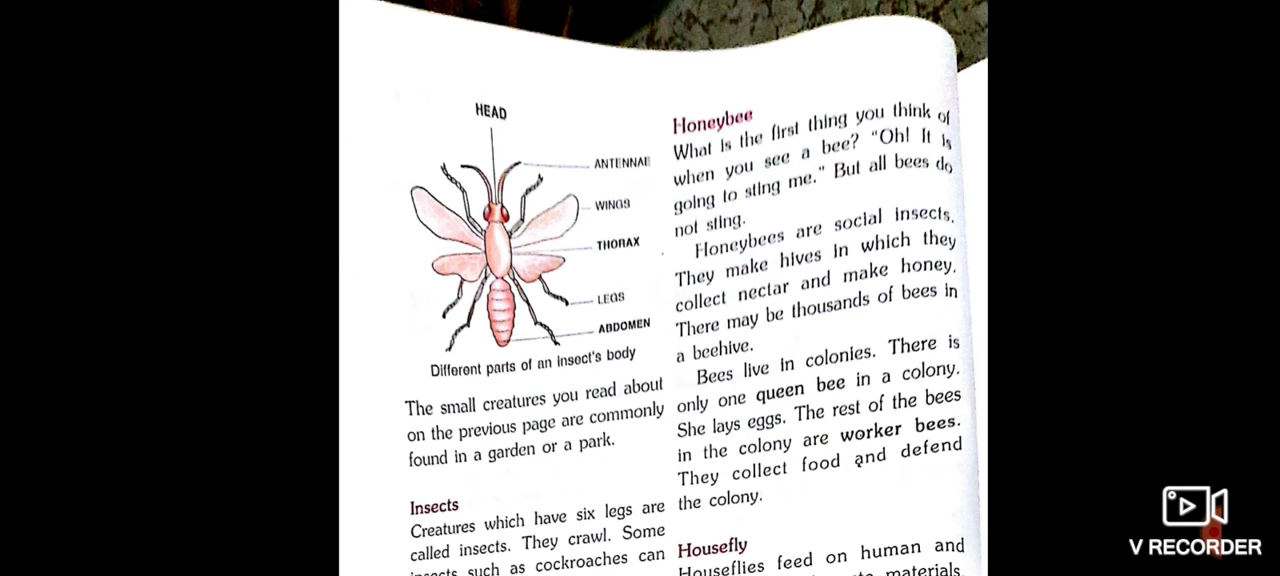 HEAD
ANTENNAE
WINGS
THORAX
LEGS
ABDOMEN
Different parts of an insect's body
The small creatures you read about
on the previous page are commonly
found in a garden or a park.
Insects
Creatures which have six legs are
called insects. They crawl. Some
insects such as cockroaches can
Honeybee
What is the first thing you think of
when you see a bee? "Oh! It is
going to sting me." But all bees do
not sting.
Honeybees are social insects.
They make hives in which they
collect nectar and make honey.
There may be thousands of bees in
a beehive.
Bees live in colonies. There is
only one queen bee in a colony.
She lays eggs. The rest of the bees
in the colony are worker bees.
They collect food and defend
the colony.
Housefly
Houseflies feed on human and
materials.
V RECORDER